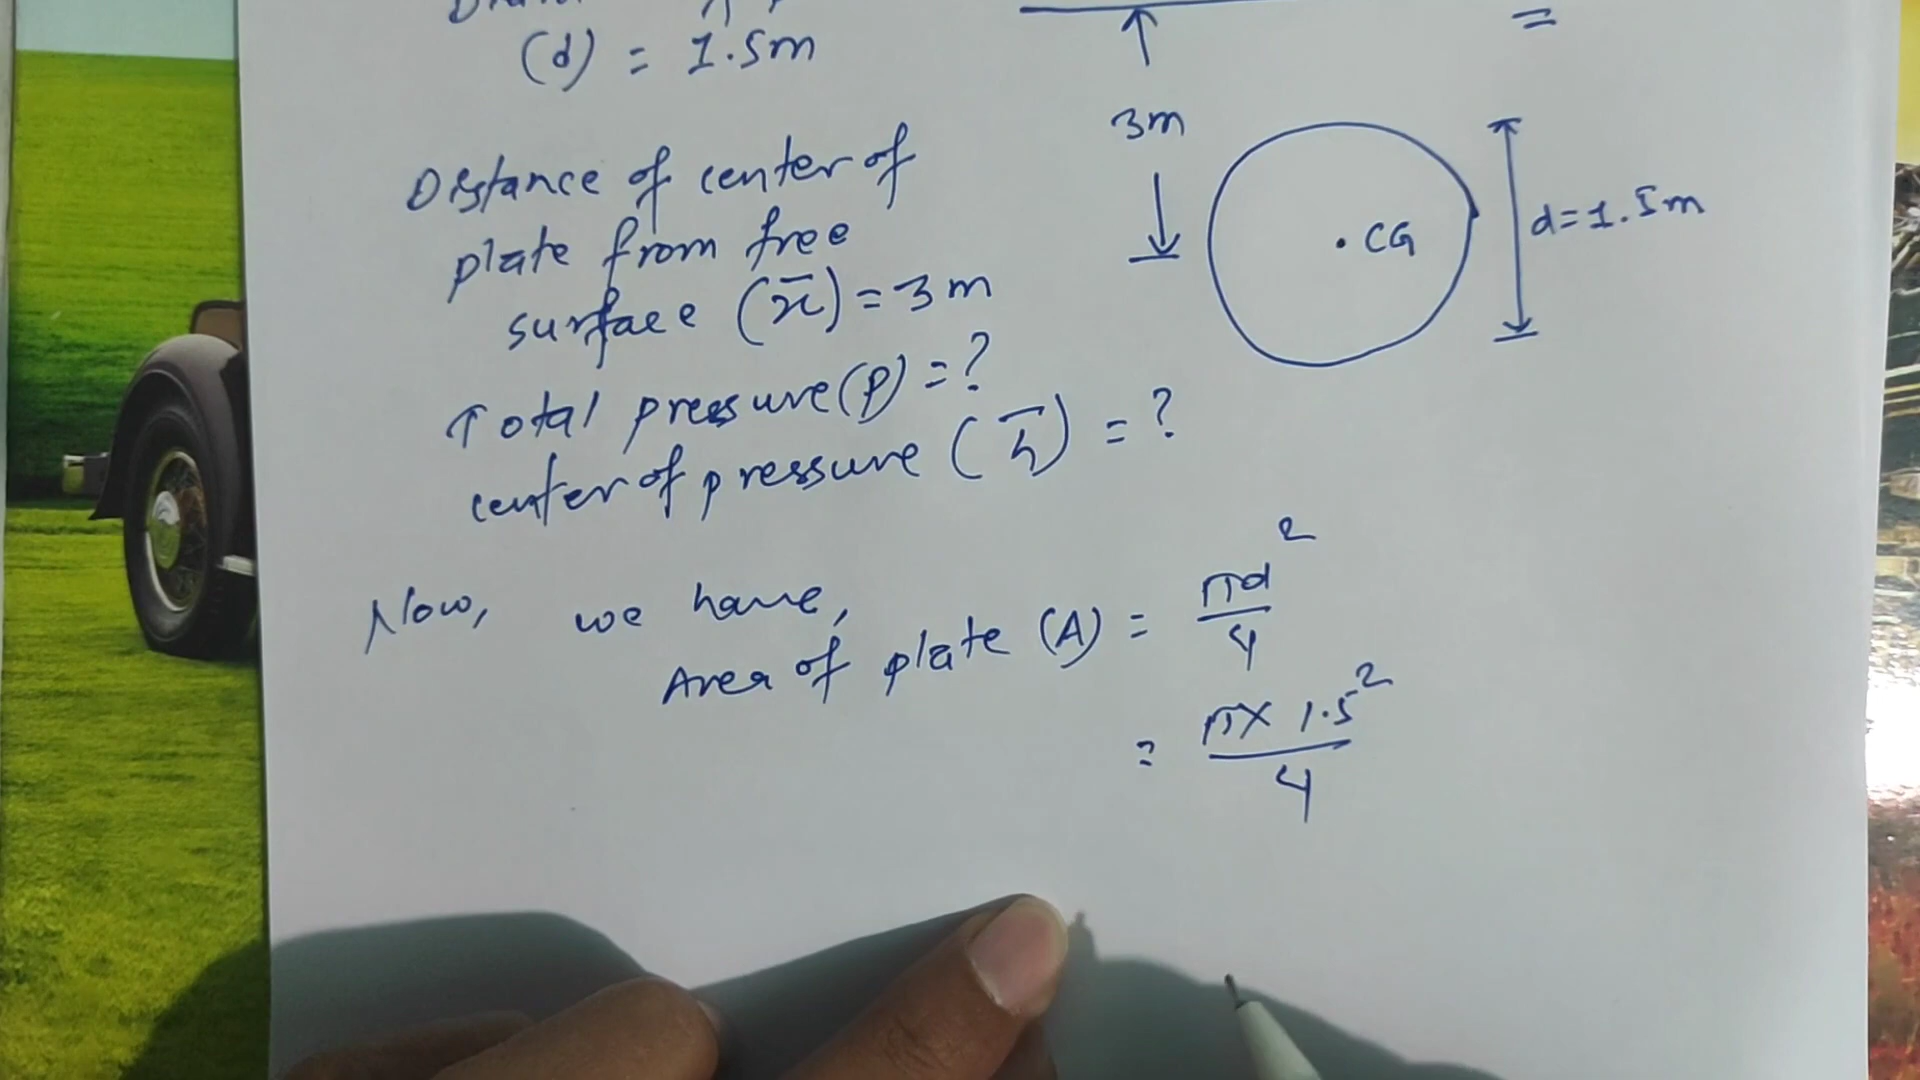 (d) = 1.5m
Distance of center of
plate from free
surface (x̄) = 3m
Total pressure (P) = ?
center of pressure (h̄) = ?
3m
. CG
d = 1.5m
Now, we have,
Area of plate (A) = πd²/4
= π× 1.5²/4